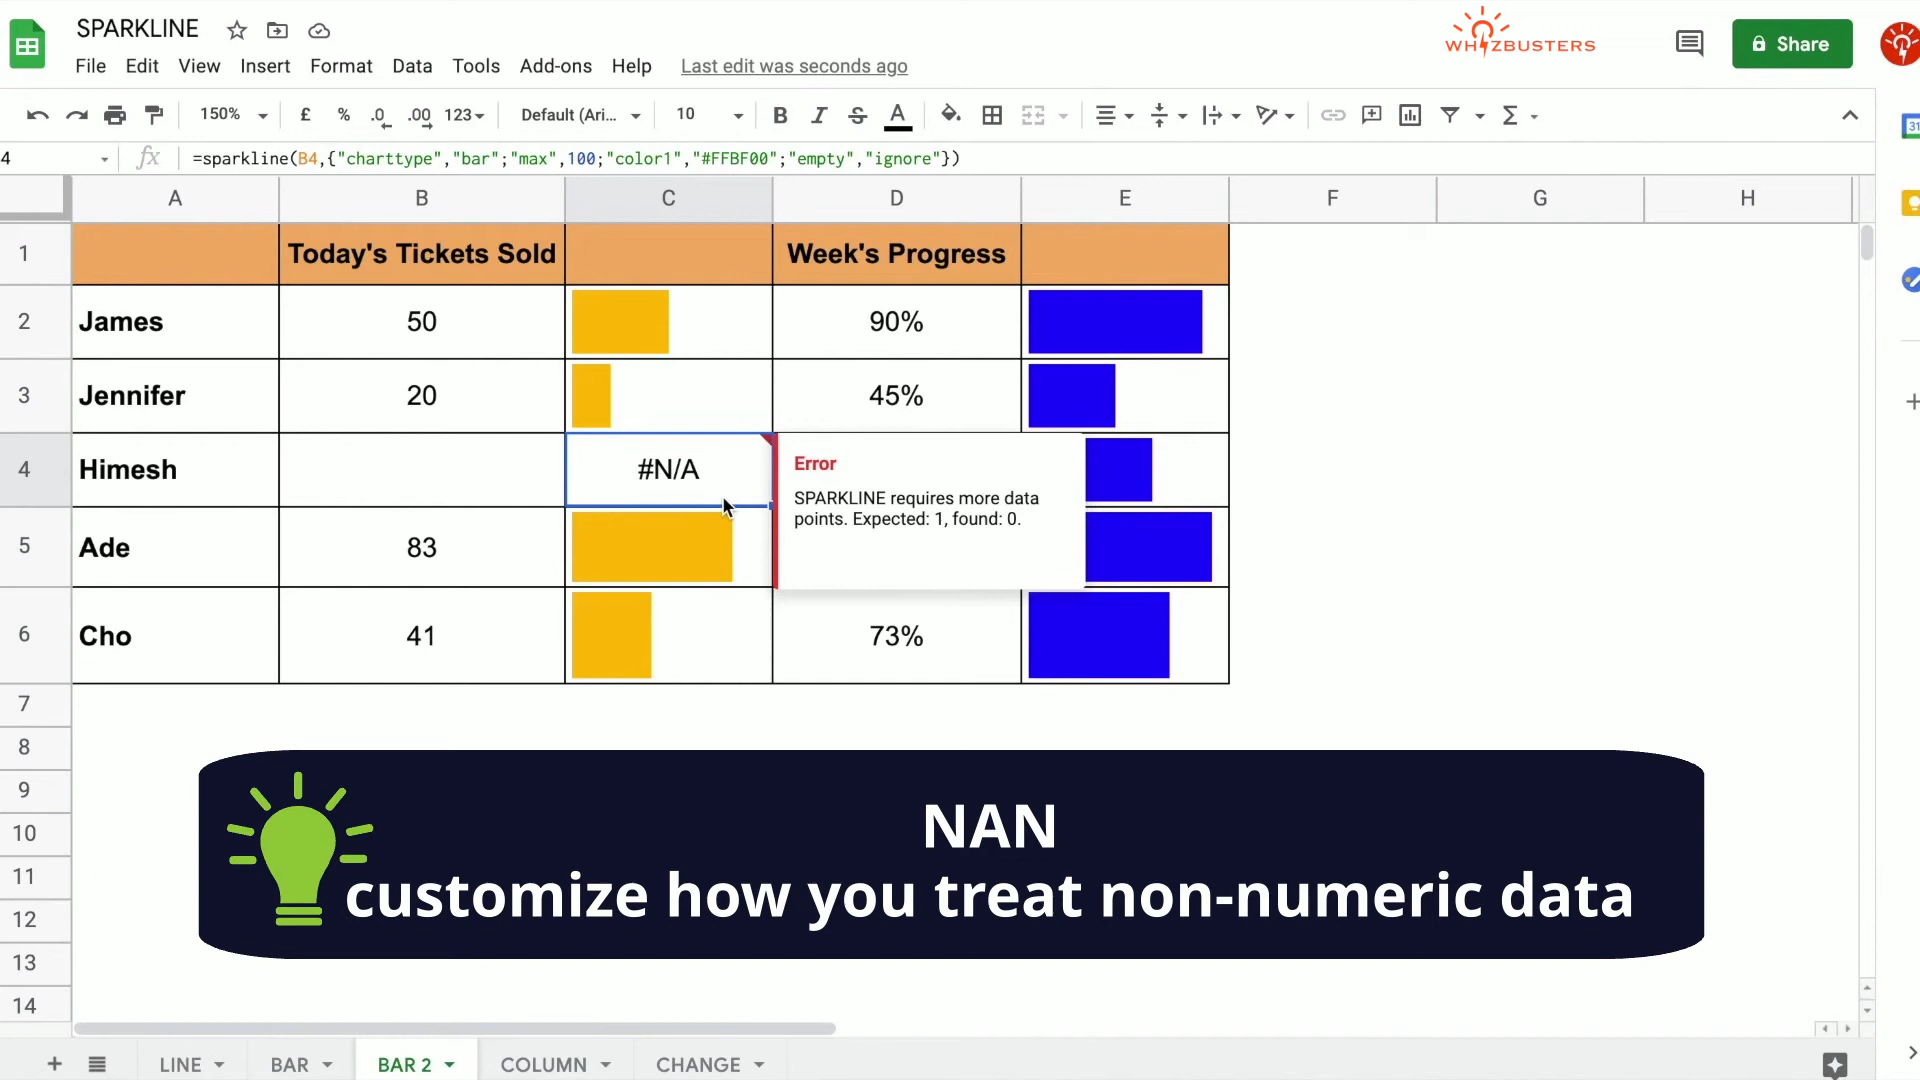 SPARKLINE
WHIZBUSTERS
Share
File Edit View Insert Format Data Tools Add-ons Help Last edit was seconds ago
150% £ % .0 .00 123 Default (Ari... 10 B I S A Σ
4 fx =sparkline(B4,{"charttype","bar";"max",100;"color1","#FFBF00";"empty","ignore"})
31
A B C D E F G H
1 Today's Tickets Sold Week's Progress
2 James 50 90%
3 Jennifer 20 45%
4 Himesh #N/A
Error
SPARKLINE requires more data
points. Expected: 1, found: 0.
5 Ade 83
6 Cho 41 73%
7
8
9
10
11
12
13
14
NAN
customize how you treat non-numeric data
+ LINE BAR BAR 2 COLUMN CHANGE